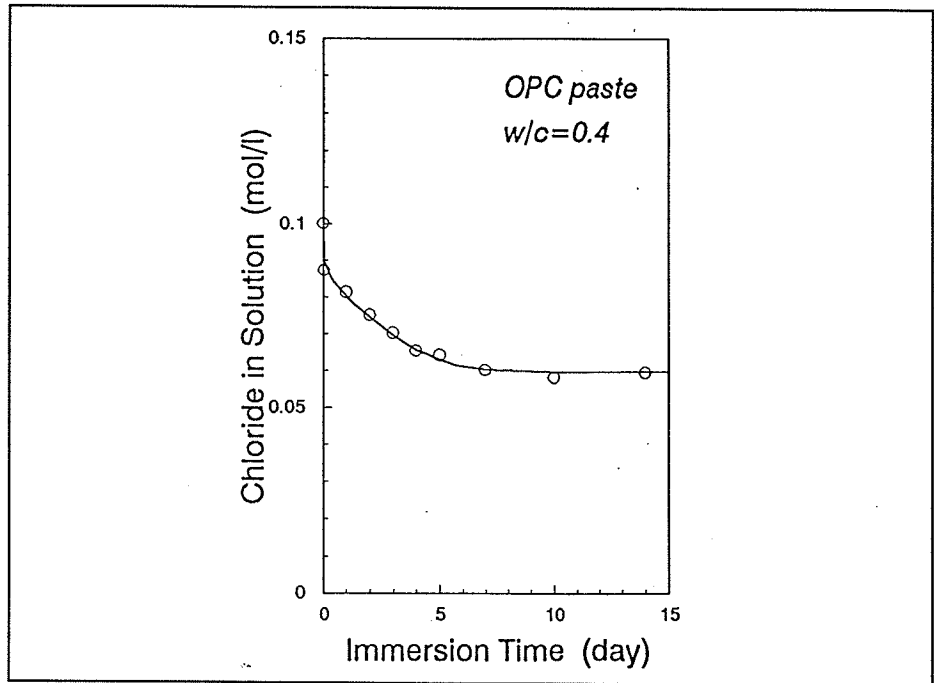 0.15
OPC paste
w/c=0.4
Chloride in Solution (mol/l)
0.1
0.05
0
0 5 10 15
Immersion Time (day)